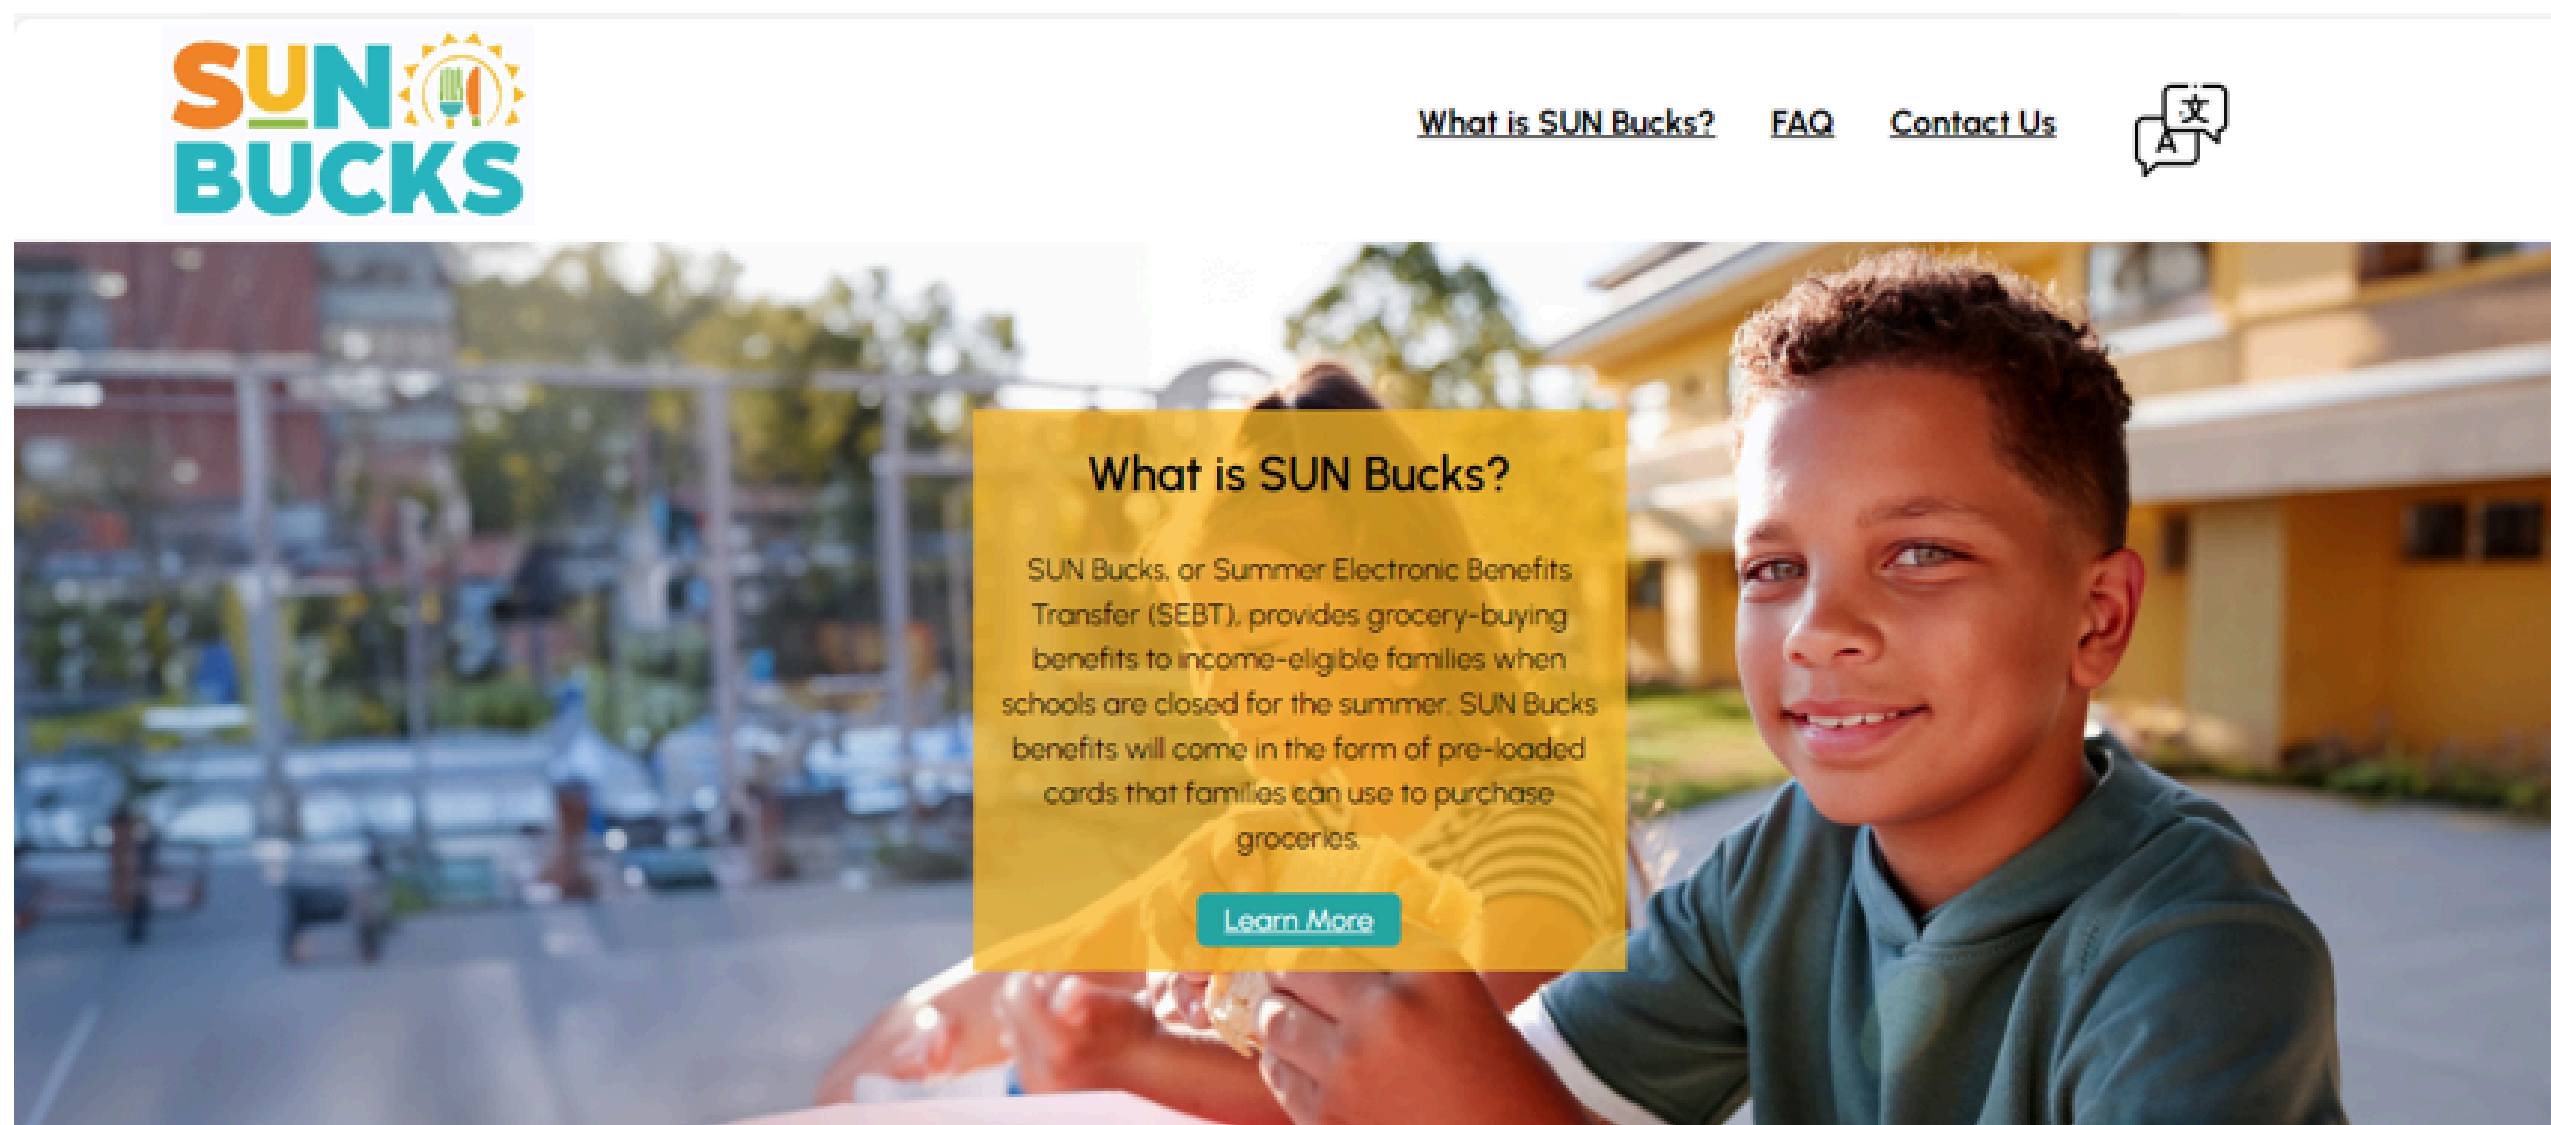 SUN
BUCKS
What is SUN Bucks? FAQ Contact Us
文
A
What is SUN Bucks?
SUN Bucks, or Summer Electronic Benefits
Transfer (SEBT), provides grocery-buying
benefits to income-eligible families when
schools are closed for the summer. SUN Bucks
benefits will come in the form of pre-loaded
cards that families can use to purchase
groceries.
Learn More